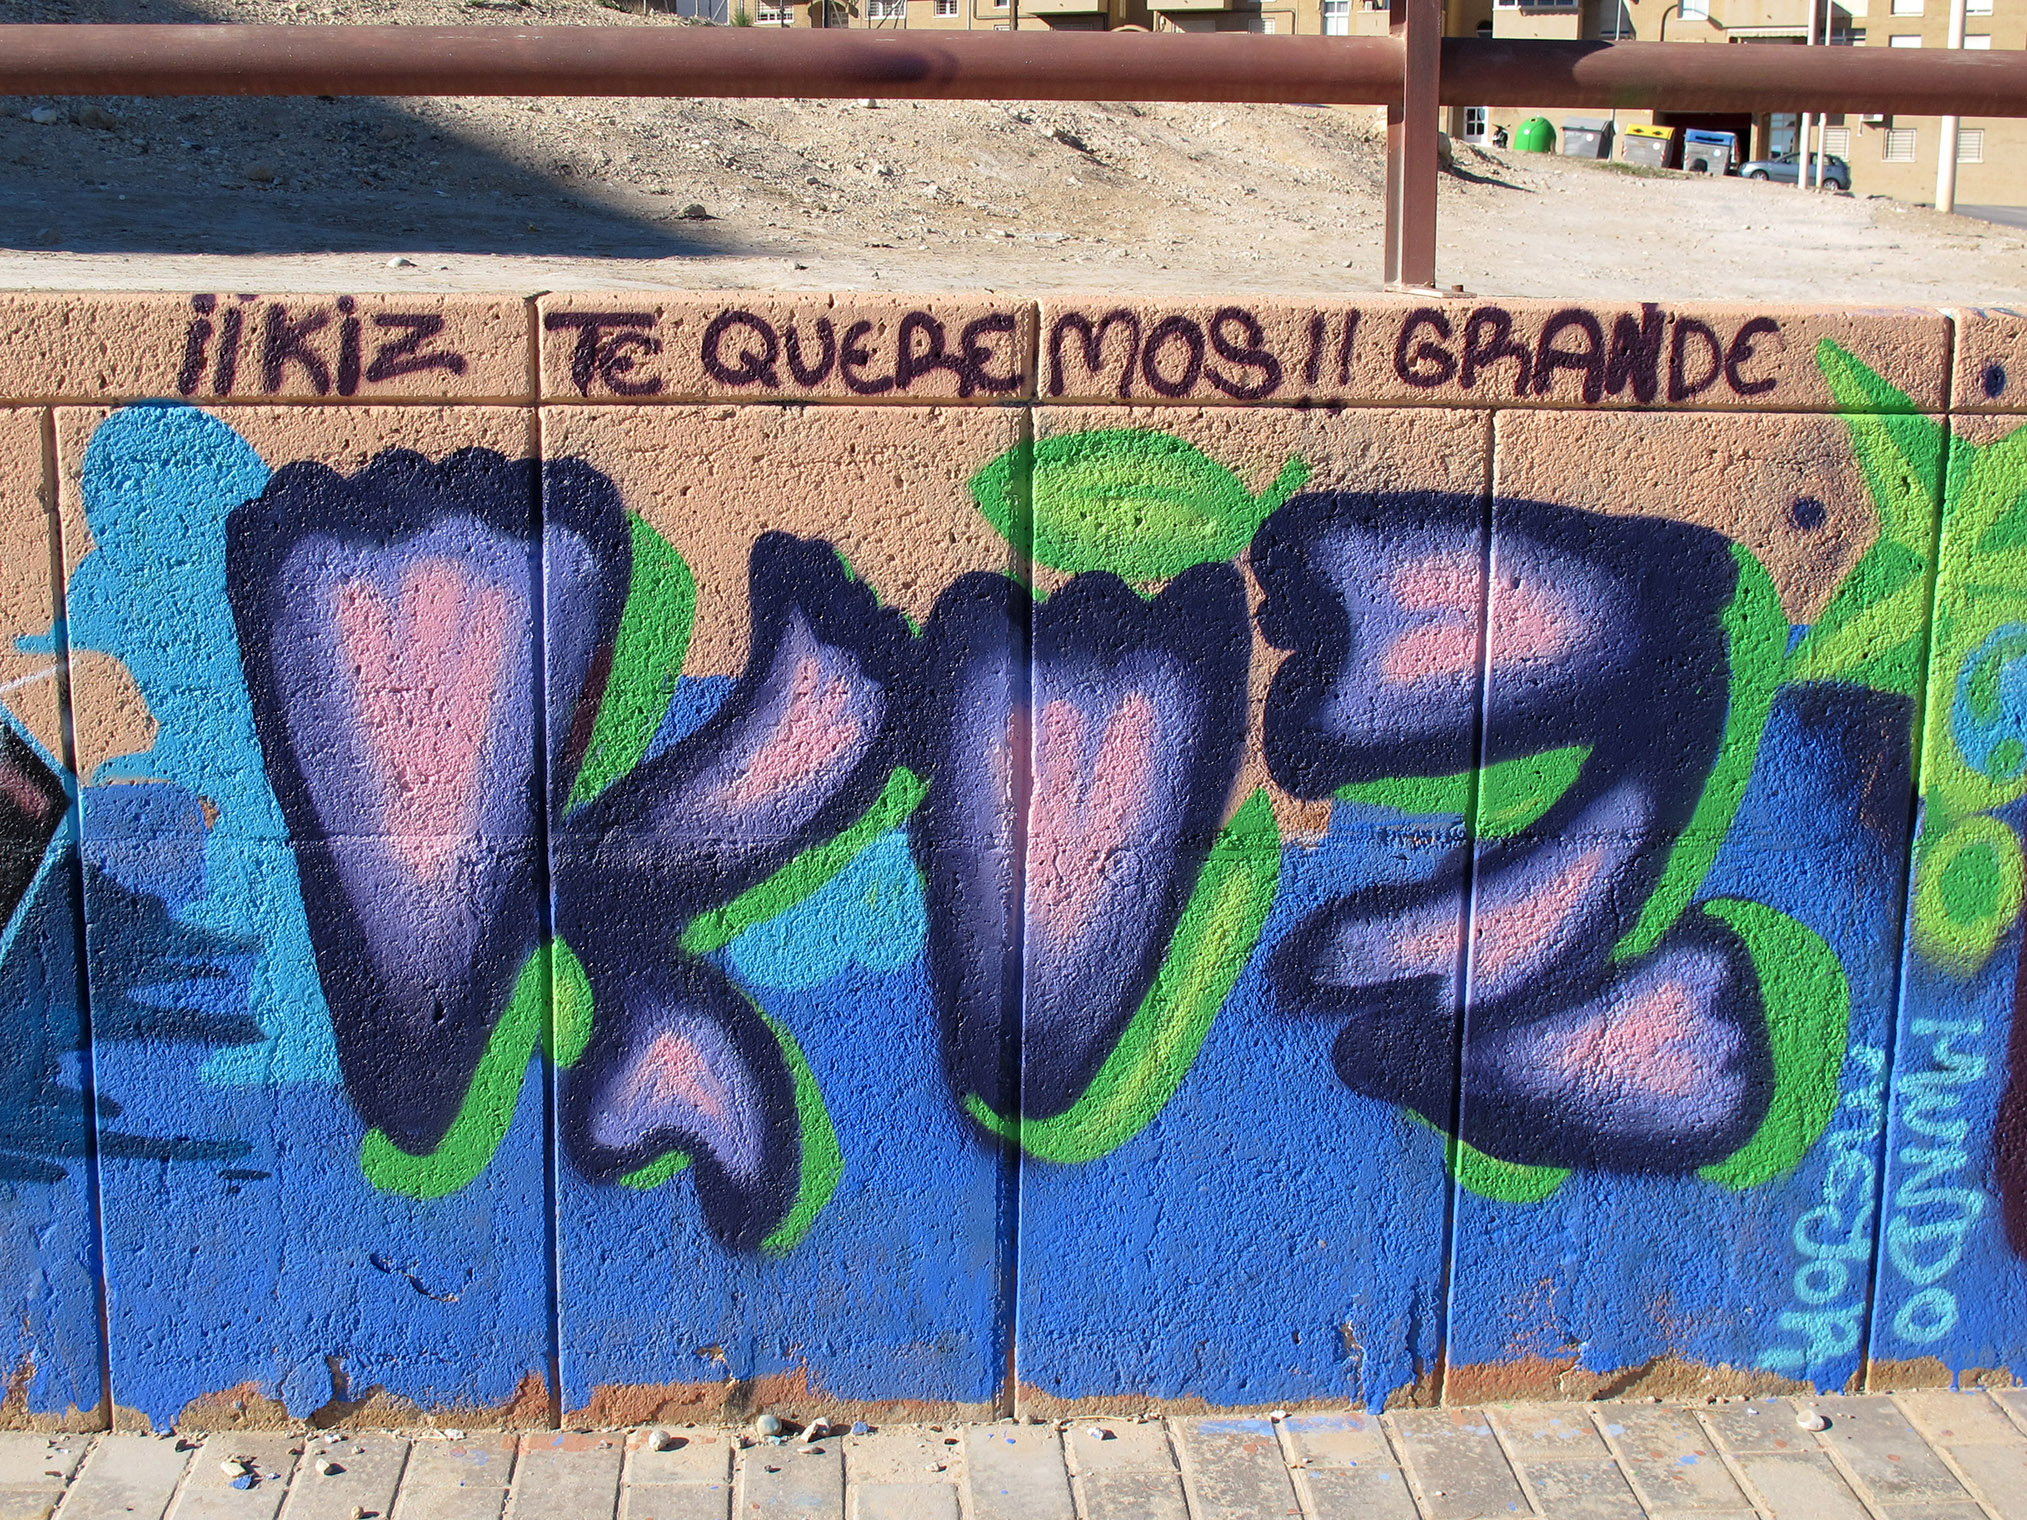 ¡¡KiZ TE QUEREMOS!! GRANDE
KIZ
MUNDO